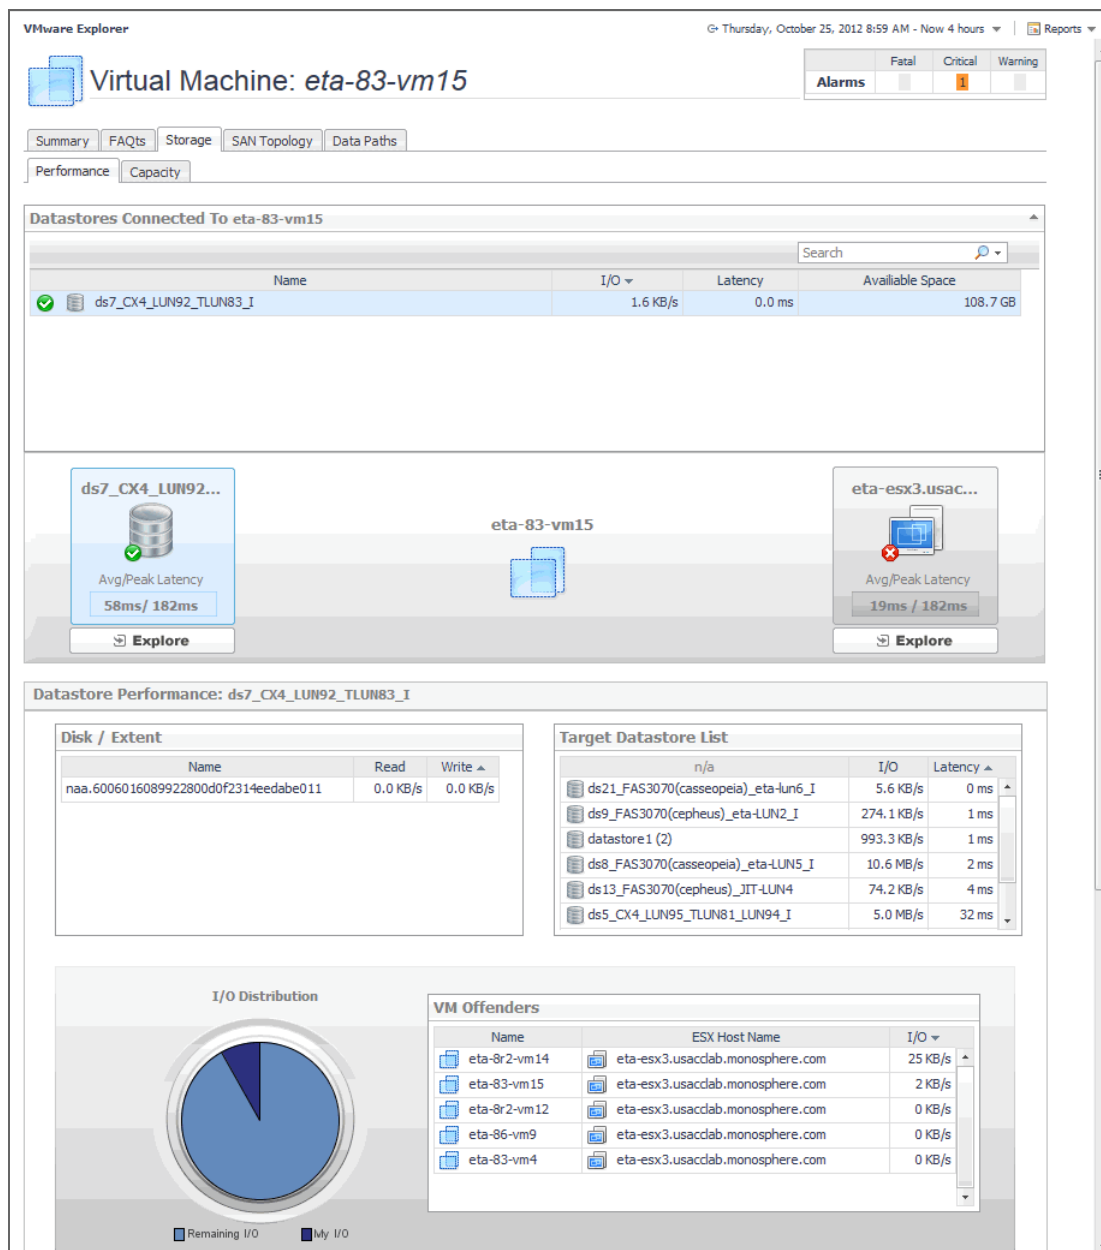 VMware Explorer
Thursday, October 25, 2012 8:59 AM - Now 4 hours
Reports
Virtual Machine: eta-83-vm15
Fatal Critical Warning
Alarms 1
Summary FAQts Storage SAN Topology Data Paths
Performance Capacity
Datastores Connected To eta-83-vm15
Search
Name I/O Latency Availiable Space
ds7_CX4_LUN92_TLUN83_I 1.6 KB/s 0.0 ms 108.7 GB
ds7_CX4_LUN92...
Avg/Peak Latency
58ms/ 182ms
Explore
eta-83-vm15
eta-esx3.usac...
Avg/Peak Latency
19ms / 182ms
Explore
Datastore Performance: ds7_CX4_LUN92_TLUN83_I
Disk / Extent
Name Read Write
naa.6006016089922800d0f2314eedabe011 0.0 KB/s 0.0 KB/s
Target Datastore List
n/a I/O Latency
ds21_FAS3070(casseopeia)_eta-lun6_I 5.6 KB/s 0 ms
ds9_FAS3070(cepheus)_eta-LUN2_I 274.1 KB/s 1 ms
datastore1 (2) 993.3 KB/s 1 ms
ds8_FAS3070(casseopeia)_eta-LUN5_I 10.6 MB/s 2 ms
ds13_FAS3070(cepheus)_JIT-LUN4 74.2 KB/s 4 ms
ds5_CX4_LUN95_TLUN81_LUN94_I 5.0 MB/s 32 ms
I/O Distribution
Remaining I/O My I/O
VM Offenders
Name ESX Host Name I/O
eta-8r2-vm14 eta-esx3.usacclab.monosphere.com 25 KB/s
eta-83-vm15 eta-esx3.usacclab.monosphere.com 2 KB/s
eta-8r2-vm12 eta-esx3.usacclab.monosphere.com 0 KB/s
eta-86-vm9 eta-esx3.usacclab.monosphere.com 0 KB/s
eta-83-vm4 eta-esx3.usacclab.monosphere.com 0 KB/s